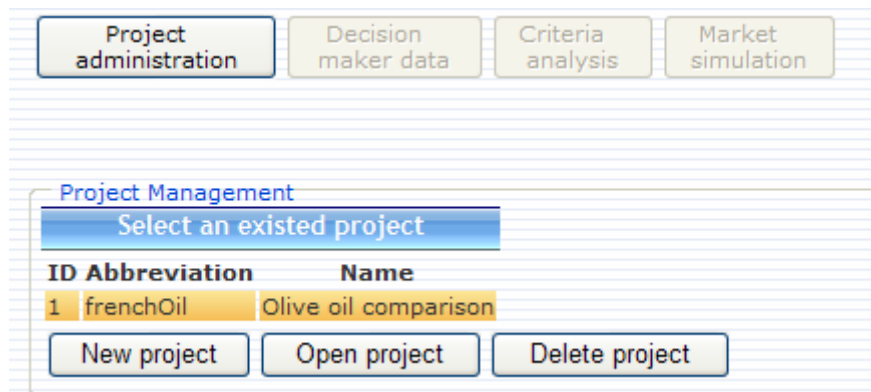 Project Decision Criteria Market
administration maker data analysis simulation
Project Management
Select an existed project
ID Abbreviation Name
1 frenchOil Olive oil comparison
New project Open project Delete project